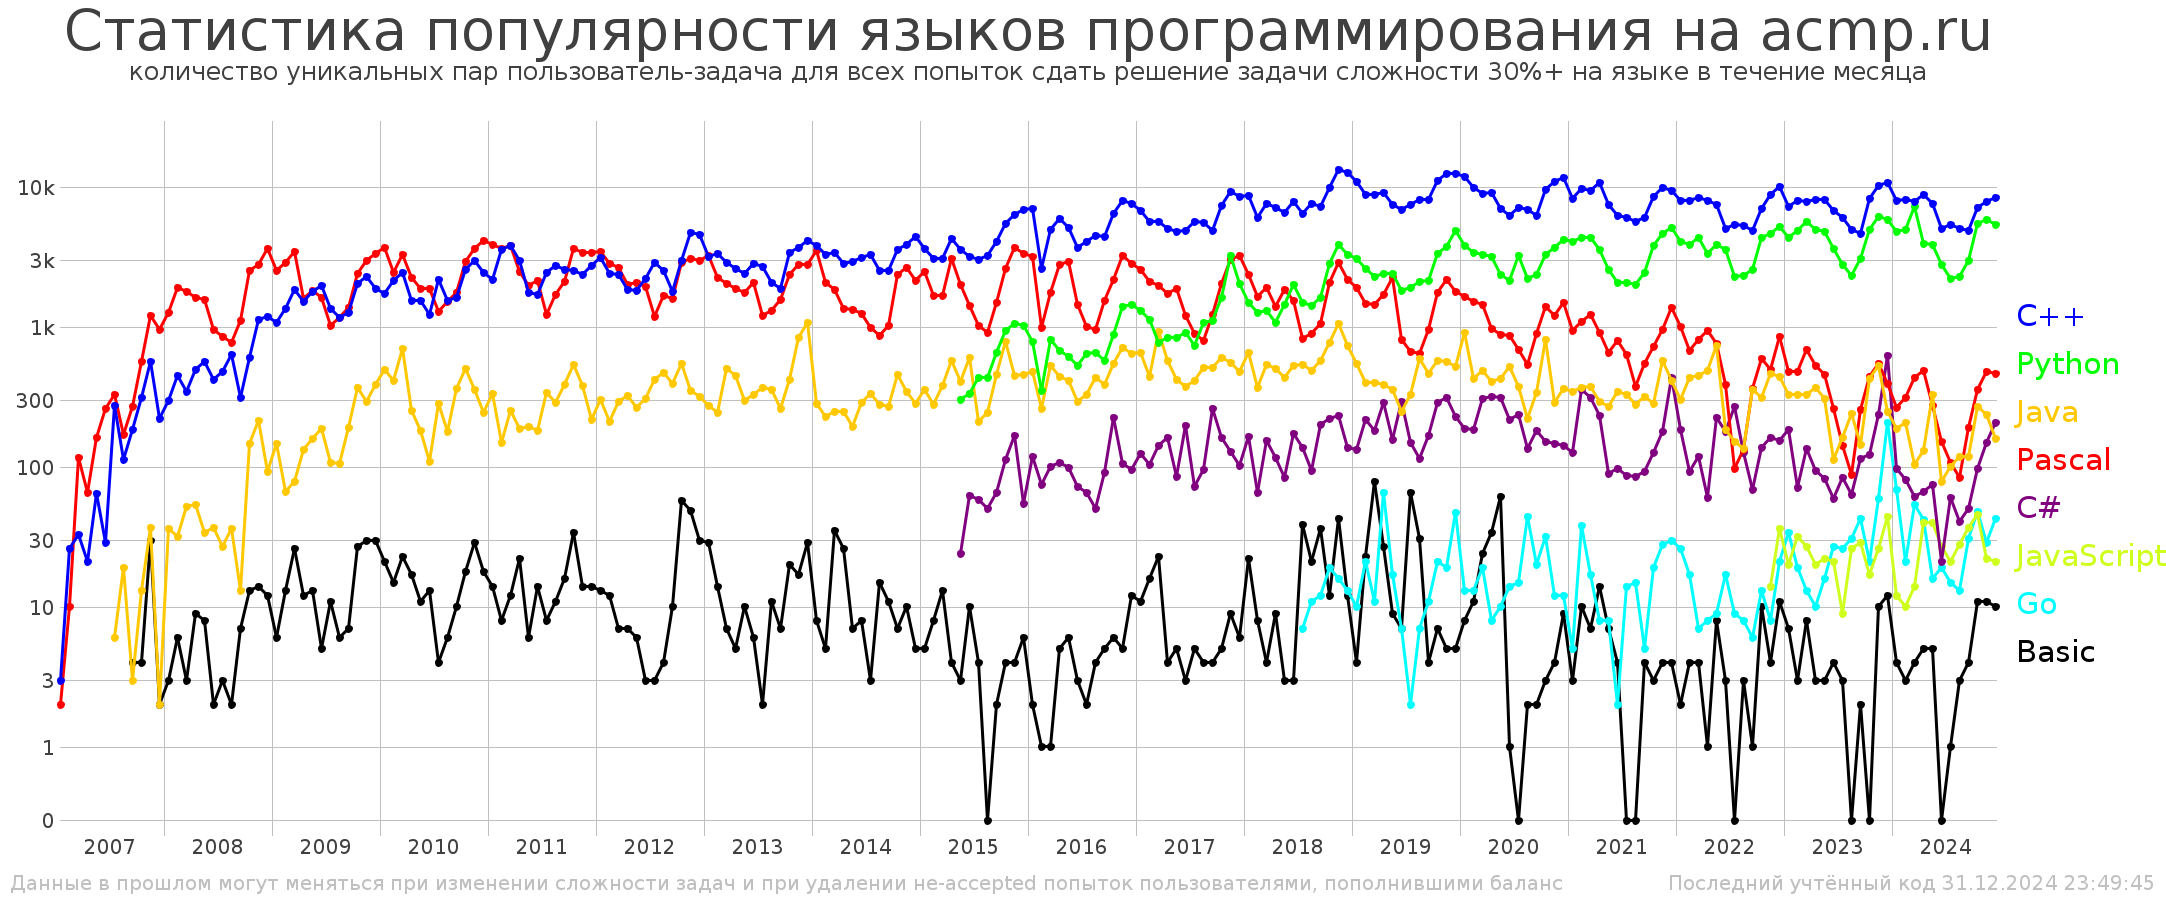 Статистика популярности языков программирования на acmp.ru
количество уникальных пар пользователь-задача для всех попыток сдать решение задачи сложности 30%+ на языке в течение месяца
10k
3k
1k
300
100
30
10
3
1
0
C++
Python
Java
Pascal
C#
JavaScript
Go
Basic
2007 2008 2009 2010 2011 2012 2013 2014 2015 2016 2017 2018 2019 2020 2021 2022 2023 2024
Данные в прошлом могут меняться при изменении сложности задач и при удалении не-accepted попыток пользователями, пополнившими баланс
Последний учтённый код 31.12.2024 23:49:45